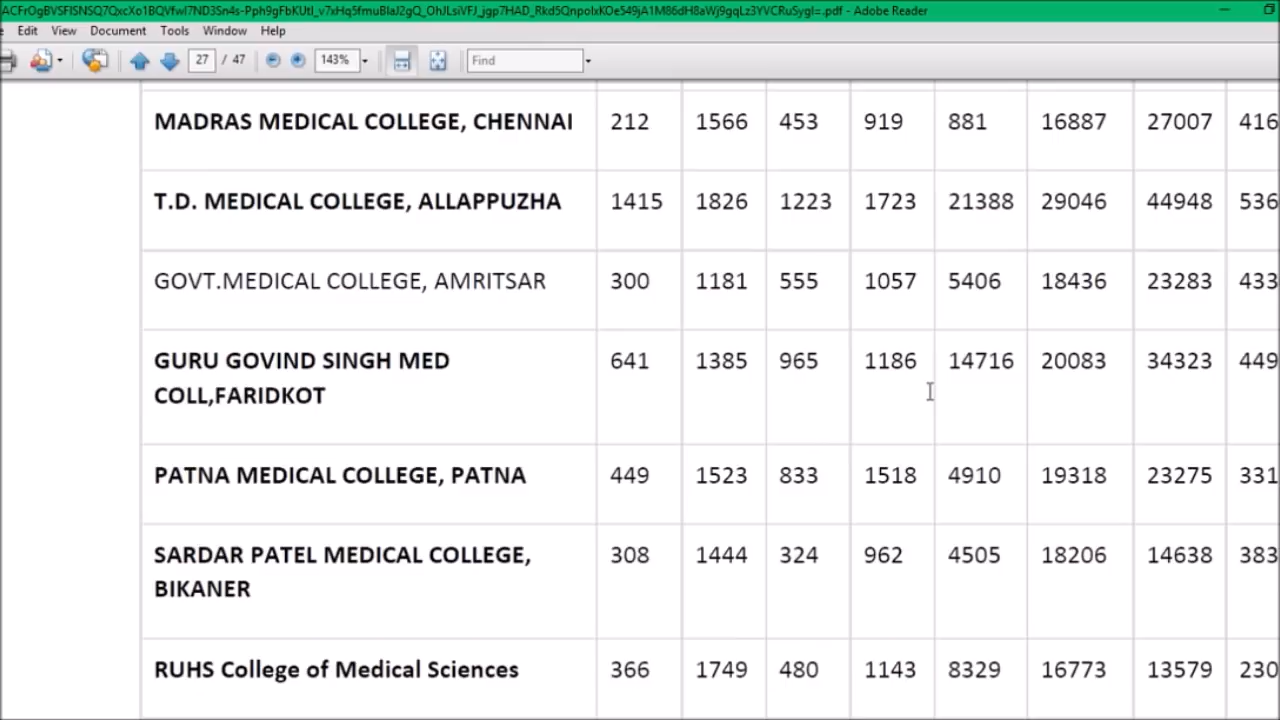 Edit View Document Tools Window Help
27 / 47 143% Find
MADRAS MEDICAL COLLEGE, CHENNAI 212 1566 453 919 881 16887 27007 416
T.D. MEDICAL COLLEGE, ALLAPPUZHA 1415 1826 1223 1723 21388 29046 44948 536
GOVT.MEDICAL COLLEGE, AMRITSAR 300 1181 555 1057 5406 18436 23283 433
GURU GOVIND SINGH MED 641 1385 965 1186 14716 20083 34323 449
COLL,FARIDKOT
PATNA MEDICAL COLLEGE, PATNA 449 1523 833 1518 4910 19318 23275 331
SARDAR PATEL MEDICAL COLLEGE, 308 1444 324 962 4505 18206 14638 383
BIKANER
RUHS College of Medical Sciences 366 1749 480 1143 8329 16773 13579 230